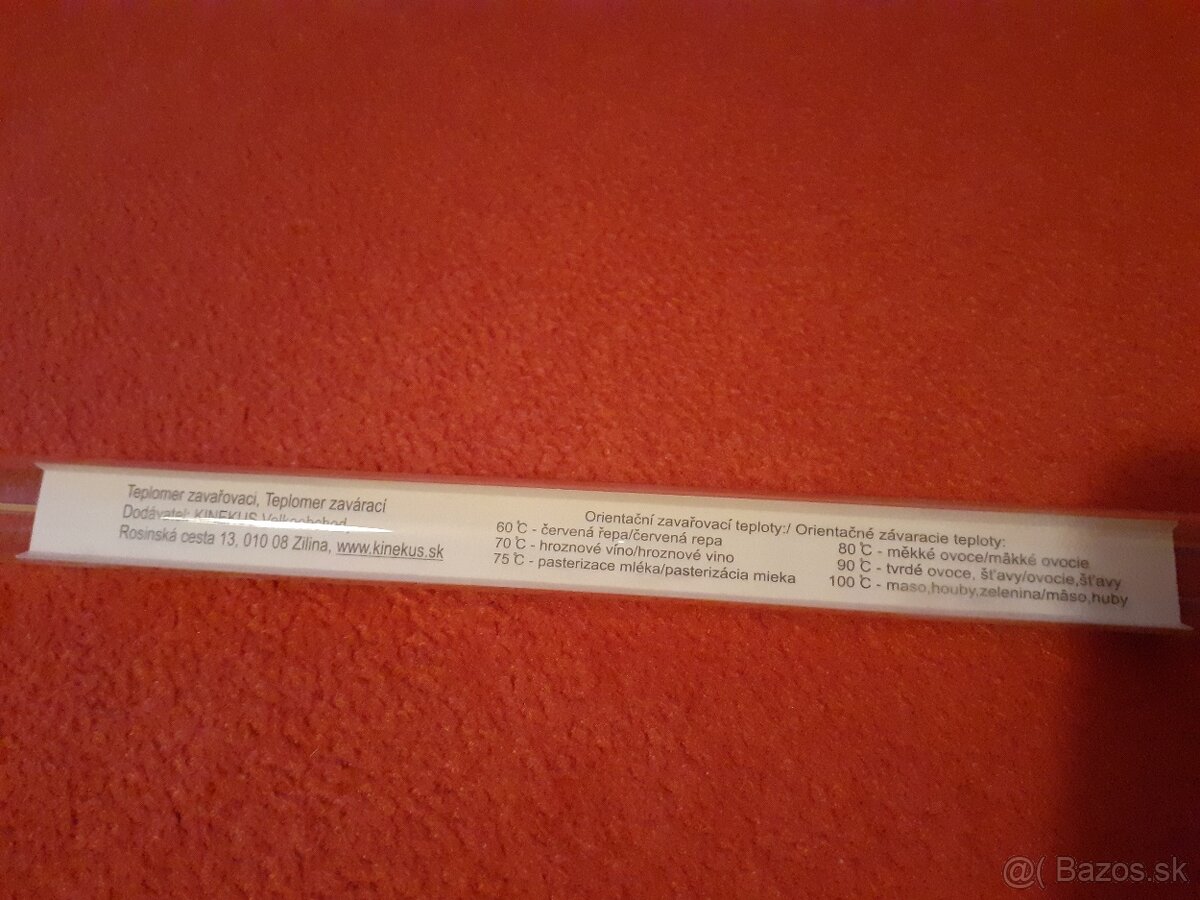 Teplomer zavařovací, Teplomer zavárací
Dodávateľ: KINEKUS Veľkoobchod,
Rosinská cesta 13, 010 08 Zilina, www.kinekus.sk
Orientační zavařovací teploty:/ Orientačné závaracie teploty:
60 ℃ - červená řepa/červená repa
70 ℃ - hroznové víno/hroznové vino
75 ℃ - pasterizace mléka/pasterizácia mieka
80 ℃ - měkké ovoce/mäkké ovocie
90 ℃ - tvrdé ovoce, šťavy/ovocie,šťavy
100 ℃ - maso,houby,zelenina/mäso,huby
@( Bazos.sk